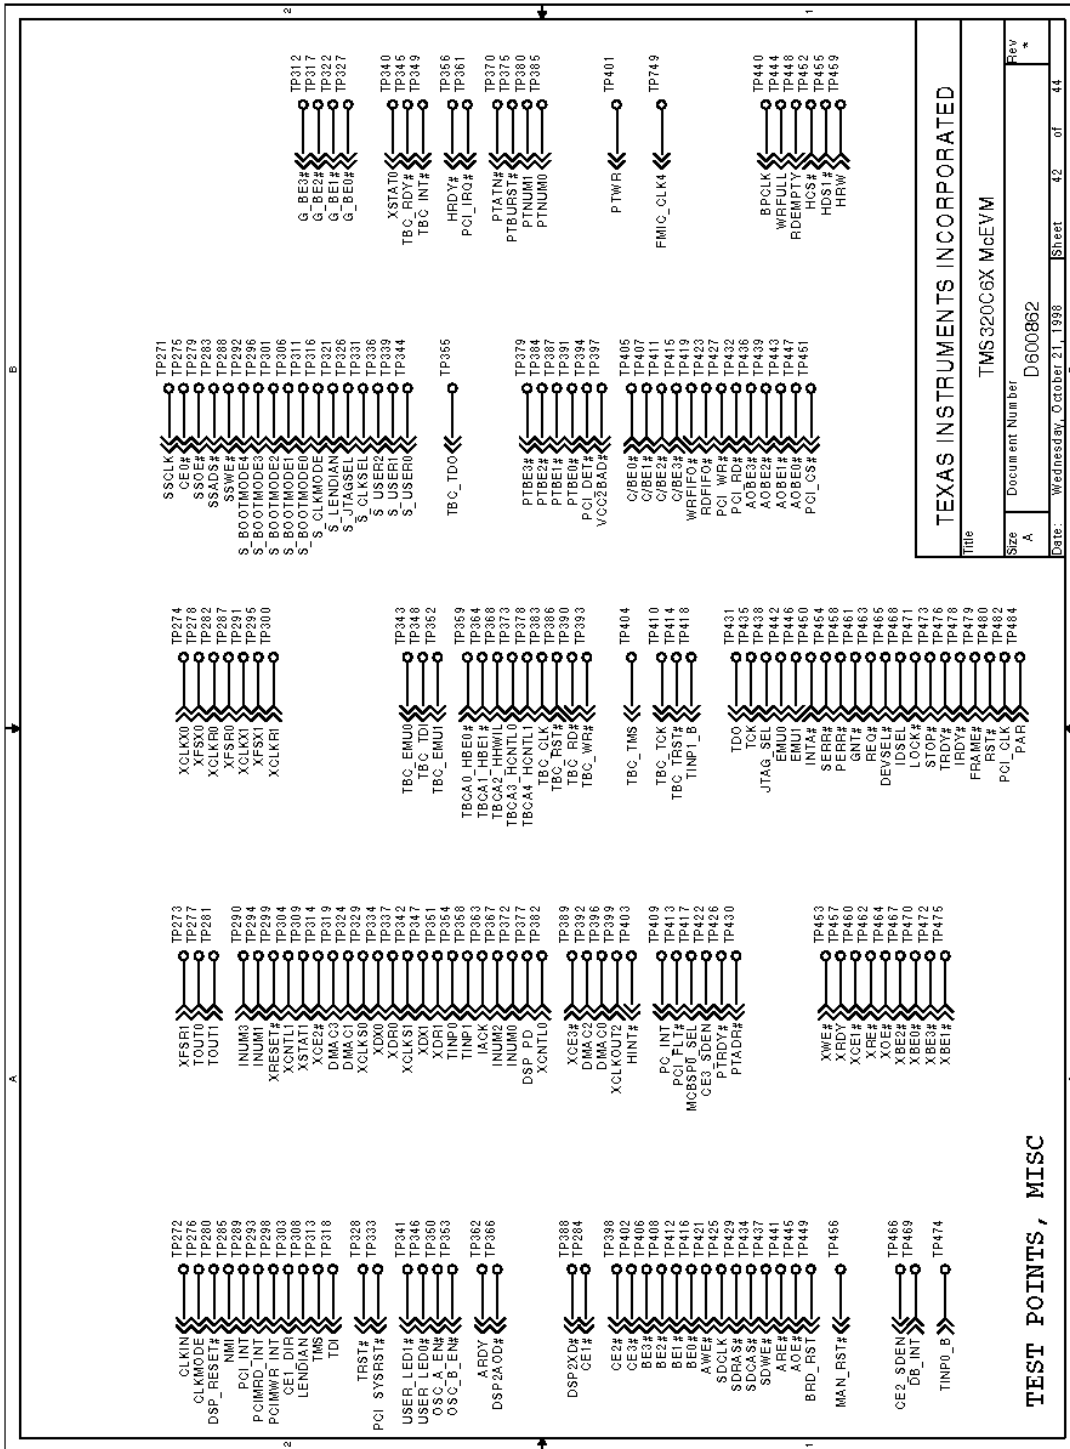 A
B
2
2
1
1
CLKIN TP272
CLKMODE TP276
DSP_RESET# TP280
NMI TP285
PCI_INT TP289
PCIMRD_INT TP293
PCIMWR_INT TP298
CE1_DIR TP303
LENDIAN TP308
TMS TP313
TDI TP318
TRST# TP328
PCI_SYSRST# TP333
USER_LED1# TP341
USER_LED0# TP346
OSC_A_EN# TP350
OSC_B_EN# TP353
ARDY TP362
DSP2AOD# TP366
DSP2XD# TP388
CE1# TP284
CE2# TP398
CE3# TP402
BE3# TP406
BE2# TP408
BE1# TP412
BE0# TP416
AWE# TP421
SDCLK TP425
SDRAS# TP429
SDCAS# TP434
SDWE# TP437
ARE# TP441
AOE# TP445
BRD_RST TP449
MAN_RST# TP456
CE2_SDEN TP466
DB_INT TP469
TINP0_B TP474
XFSR1 TP273
TOUT0 TP277
TOUT1 TP281
INUM3 TP290
INUM1 TP294
XRESET# TP299
XCNTL1 TP304
XSTAT1 TP309
XCE2# TP314
DMAC3 TP319
DMAC1 TP324
XCLKS0 TP329
XDX0 TP334
XDR0 TP337
XCLKS1 TP342
XDX1 TP347
XDR1 TP351
TINP0 TP354
TINP1 TP358
IACK TP363
INUM2 TP367
INUM0 TP372
DSP_PD TP377
XCNTL0 TP382
XCE3# TP389
DMAC2 TP392
DMAC0 TP396
XCLKOUT2 TP399
HINT# TP403
PC_INT TP409
PCI_FLT# TP413
MCBSP0_SEL TP417
CE3_SDEN TP422
PTRDY# TP426
PTADR# TP430
XWE# TP453
XRDY TP457
XCE1# TP460
XRE# TP462
XOE# TP464
XBE2# TP467
XBE0# TP470
XBE3# TP472
XBE1# TP475
XCLKX0 TP274
XFSX0 TP278
XCLKR0 TP282
XFSR0 TP287
XCLKX1 TP291
XFSX1 TP295
XCLKR1 TP300
TBC_EMU0 TP343
TBC_TDI TP348
TBC_EMU1 TP352
TBCA0_HBE0# TP359
TBCA1_HBE1# TP364
TBCA2_HHWIL TP368
TBCA3_HCNTL0 TP373
TBCA4_HCNTL1 TP378
TBC_CLK TP383
TBC_RST# TP386
TBC_RD# TP390
TBC_WR# TP393
TBC_TMS TP404
TBC_TCK TP410
TBC_TRST# TP414
TINP1_B TP418
TDO TP431
TCK TP435
JTAG_SEL TP438
EMU0 TP442
EMU1 TP446
INTA# TP450
SERR# TP454
PERR# TP458
GNT# TP461
REQ# TP463
DEVSEL# TP465
IDSEL TP468
LOCK# TP471
STOP# TP473
TRDY# TP476
IRDY# TP478
FRAME# TP479
RST# TP480
PCI_CLK TP482
PAR TP484
SSCLK TP271
CE0# TP275
SSOE# TP279
SSADS# TP283
SSWE# TP288
S_BOOTMODE4 TP292
S_BOOTMODE3 TP296
S_BOOTMODE2 TP301
S_BOOTMODE1 TP306
S_BOOTMODE0 TP311
S_CLKMODE TP316
S_LENDIAN TP321
S_JTAGSEL TP326
S_CLKSEL TP331
S_USER2 TP336
S_USER1 TP339
S_USER0 TP344
TBC_TDO TP355
PTBE3# TP379
PTBE2# TP384
PTBE1# TP387
PTBE0# TP391
PCI_DET# TP394
VCC2BAD# TP397
C/BE0# TP405
C/BE1# TP407
C/BE2# TP411
C/BE3# TP415
WRFIFO# TP419
RDFIFO# TP423
PCI_WR# TP427
PCI_RD# TP432
AOBE3# TP436
AOBE2# TP439
AOBE1# TP443
AOBE0# TP447
PCI_CS# TP451
G_BE3# TP312
G_BE2# TP317
G_BE1# TP322
G_BE0# TP327
XSTAT0 TP340
TBC_RDY# TP345
TBC_INT# TP349
HRDY# TP356
PCI_IRQ# TP361
PTATN# TP370
PTBURST# TP375
PTNUM1 TP380
PTNUM0 TP385
PTWR TP401
FMIC_CLK4 TP749
BPCLK TP440
WRFULL TP444
RDEMPTY TP448
HCS# TP452
HDS1# TP455
HRW TP459
TEST POINTS, MISC
TEXAS INSTRUMENTS INCORPORATED
Title
TMS320C6X McEVM
Size Document Number Rev
A D600862 *
Date: Wednesday, October 21, 1998 Sheet 42 of 44